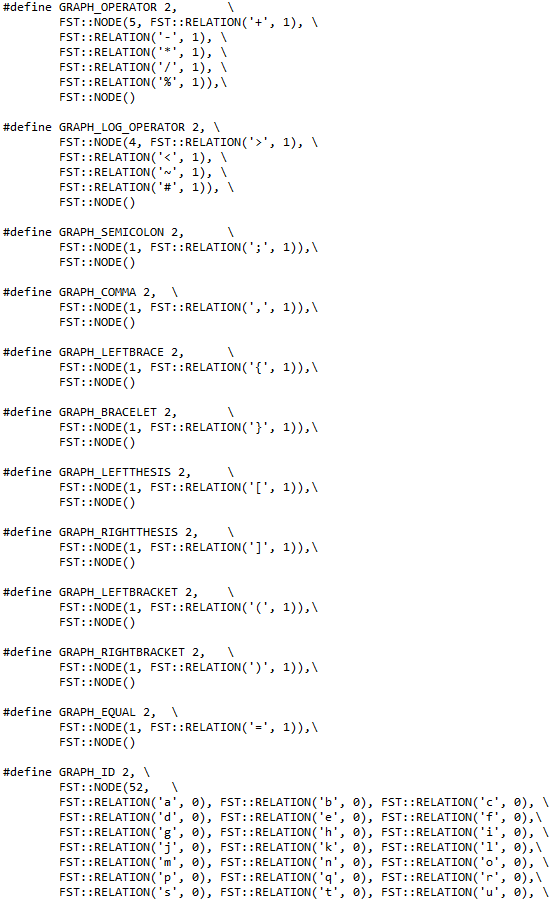 #define GRAPH_OPERATOR 2,       \
        FST::NODE(5, FST::RELATION('+', 1), \
        FST::RELATION('-', 1), \
        FST::RELATION('*', 1), \
        FST::RELATION('/', 1), \
        FST::RELATION('%', 1)),\
        FST::NODE()

#define GRAPH_LOG_OPERATOR 2, \
        FST::NODE(4, FST::RELATION('>', 1), \
        FST::RELATION('<', 1), \
        FST::RELATION('~', 1), \
        FST::RELATION('#', 1)), \
        FST::NODE()

#define GRAPH_SEMICOLON 2,      \
        FST::NODE(1, FST::RELATION(';', 1)),\
        FST::NODE()

#define GRAPH_COMMA 2,  \
        FST::NODE(1, FST::RELATION(',', 1)),\
        FST::NODE()

#define GRAPH_LEFTBRACE 2,      \
        FST::NODE(1, FST::RELATION('{', 1)),\
        FST::NODE()

#define GRAPH_BRACELET 2,       \
        FST::NODE(1, FST::RELATION('}', 1)),\
        FST::NODE()

#define GRAPH_LEFTTHESIS 2,     \
        FST::NODE(1, FST::RELATION('[', 1)),\
        FST::NODE()

#define GRAPH_RIGHTTHESIS 2,    \
        FST::NODE(1, FST::RELATION(']', 1)),\
        FST::NODE()

#define GRAPH_LEFTBRACKET 2,    \
        FST::NODE(1, FST::RELATION('(', 1)),\
        FST::NODE()

#define GRAPH_RIGHTBRACKET 2,   \
        FST::NODE(1, FST::RELATION(')', 1)),\
        FST::NODE()

#define GRAPH_EQUAL 2,  \
        FST::NODE(1, FST::RELATION('=', 1)),\
        FST::NODE()

#define GRAPH_ID 2, \
        FST::NODE(52,   \
        FST::RELATION('a', 0), FST::RELATION('b', 0), FST::RELATION('c', 0), \
        FST::RELATION('d', 0), FST::RELATION('e', 0), FST::RELATION('f', 0),\
        FST::RELATION('g', 0), FST::RELATION('h', 0), FST::RELATION('i', 0), \
        FST::RELATION('j', 0), FST::RELATION('k', 0), FST::RELATION('l', 0),\
        FST::RELATION('m', 0), FST::RELATION('n', 0), FST::RELATION('o', 0), \
        FST::RELATION('p', 0), FST::RELATION('q', 0), FST::RELATION('r', 0),\
        FST::RELATION('s', 0), FST::RELATION('t', 0), FST::RELATION('u', 0), \